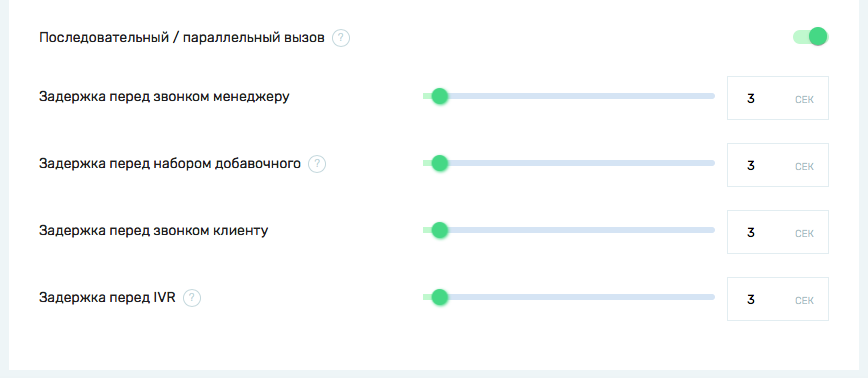 Последовательный / параллельный вызов ?
Задержка перед звонком менеджеру 3 СЕК
Задержка перед набором добавочного ? 3 СЕК
Задержка перед звонком клиенту 3 СЕК
Задержка перед IVR ? 3 СЕК